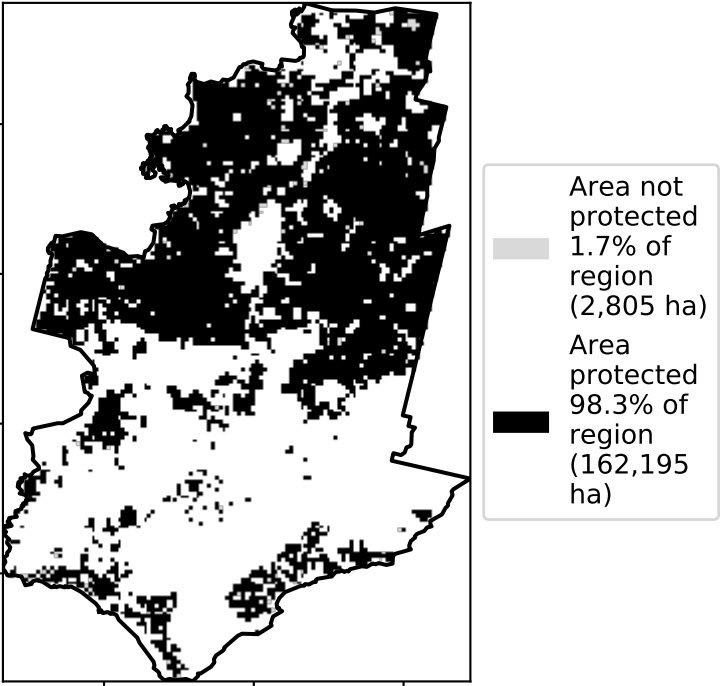 Area not
protected
1.7% of
region
(2,805 ha)
Area
protected
98.3% of
region
(162,195
ha)